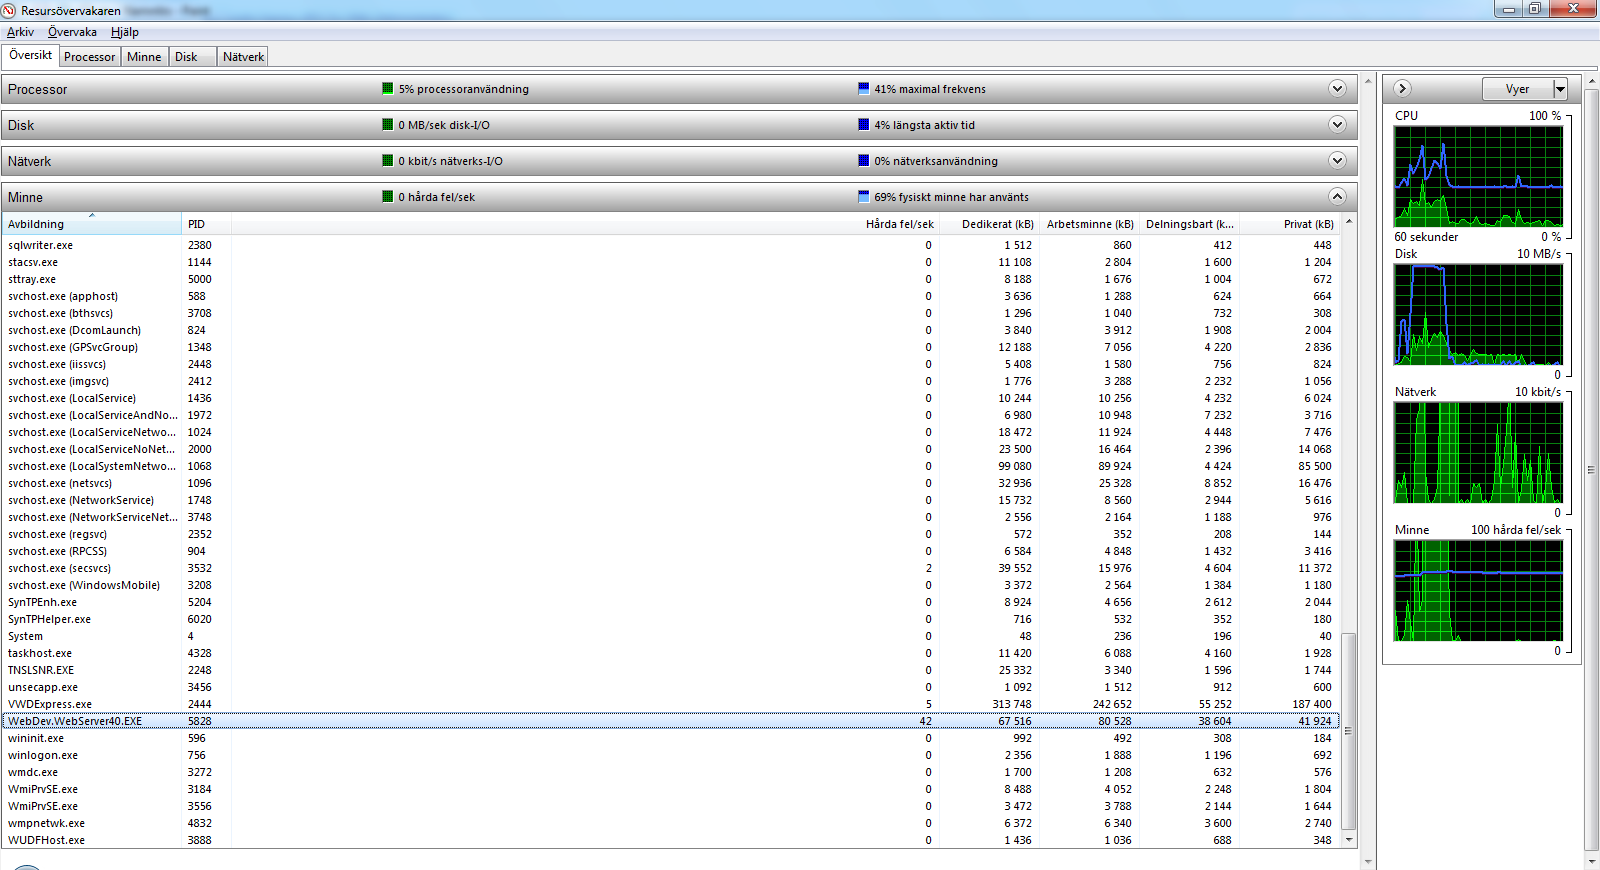 Resursövervakaren
Arkiv Övervaka Hjälp
Översikt Processor Minne Disk Nätverk
Processor 5% processoranvändning 41% maximal frekvens
Disk 0 MB/sek disk-I/O 4% längsta aktiv tid
Nätverk 0 kbit/s nätverks-I/O 0% nätverksanvändning
Minne 0 hårda fel/sek 69% fysiskt minne har använts
Avbildning PID Hårda fel/sek Dedikerat (kB) Arbetsminne (kB) Delningsbart (k... Privat (kB)
sqlwriter.exe 2380 0 1 512 860 412 448
stacsv.exe 1144 0 11 108 2 804 1 600 1 204
sttray.exe 5000 0 8 188 1 676 1 004 672
svchost.exe (apphost) 588 0 3 636 1 288 624 664
svchost.exe (bthsvcs) 3708 0 1 296 1 040 732 308
svchost.exe (DcomLaunch) 824 0 3 840 3 912 1 908 2 004
svchost.exe (GPSvcGroup) 1348 0 12 188 7 056 4 220 2 836
svchost.exe (iissvcs) 2448 0 5 408 1 580 756 824
svchost.exe (imgsvc) 2412 0 1 776 3 288 2 232 1 056
svchost.exe (LocalService) 1436 0 10 244 10 256 4 232 6 024
svchost.exe (LocalServiceAndNo... 1972 0 6 980 10 948 7 232 3 716
svchost.exe (LocalServiceNetwo... 1024 0 18 472 11 924 4 448 7 476
svchost.exe (LocalServiceNoNet... 2000 0 23 500 16 464 2 396 14 068
svchost.exe (LocalSystemNetwo... 1068 0 99 080 89 924 4 424 85 500
svchost.exe (netsvcs) 1096 0 32 936 25 328 8 852 16 476
svchost.exe (NetworkService) 1748 0 15 732 8 560 2 944 5 616
svchost.exe (NetworkServiceNet... 3748 0 2 556 2 164 1 188 976
svchost.exe (regsvc) 2352 0 572 352 208 144
svchost.exe (RPCSS) 904 0 6 584 4 848 1 432 3 416
svchost.exe (secsvcs) 3532 2 39 552 15 976 4 604 11 372
svchost.exe (WindowsMobile) 3208 0 3 372 2 564 1 384 1 180
SynTPEnh.exe 5204 0 8 924 4 656 2 612 2 044
SynTPHelper.exe 6020 0 716 532 352 180
System 4 0 48 236 196 40
taskhost.exe 4328 0 11 420 6 088 4 160 1 928
TNSLSNR.EXE 2248 0 25 332 3 340 1 596 1 744
unsecapp.exe 3456 0 1 092 1 512 912 600
VWDExpress.exe 2444 5 313 748 242 652 55 252 187 400
WebDev.WebServer40.EXE 5828 42 67 516 80 528 38 604 41 924
wininit.exe 596 0 992 492 308 184
winlogon.exe 756 0 2 356 1 888 1 196 692
wmdc.exe 3272 0 1 700 1 208 632 576
WmiPrvSE.exe 3184 0 8 488 4 052 2 248 1 804
WmiPrvSE.exe 3556 0 3 472 3 788 2 144 1 644
wmpnetwk.exe 4832 0 6 372 6 340 3 600 2 740
WUDFHost.exe 3888 0 1 436 1 036 688 348
Vyer
CPU 100 %
60 sekunder 0 %
Disk 10 MB/s
0
Nätverk 10 kbit/s
0
Minne 100 hårda fel/sek
0